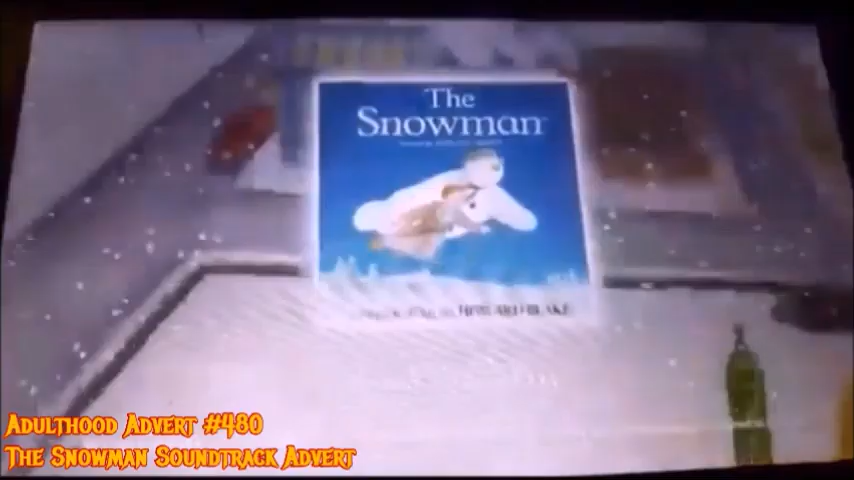 The
Snowman
HOWARD BLAKE
Adulthood Advert #480
The Snowman Soundtrack Advert